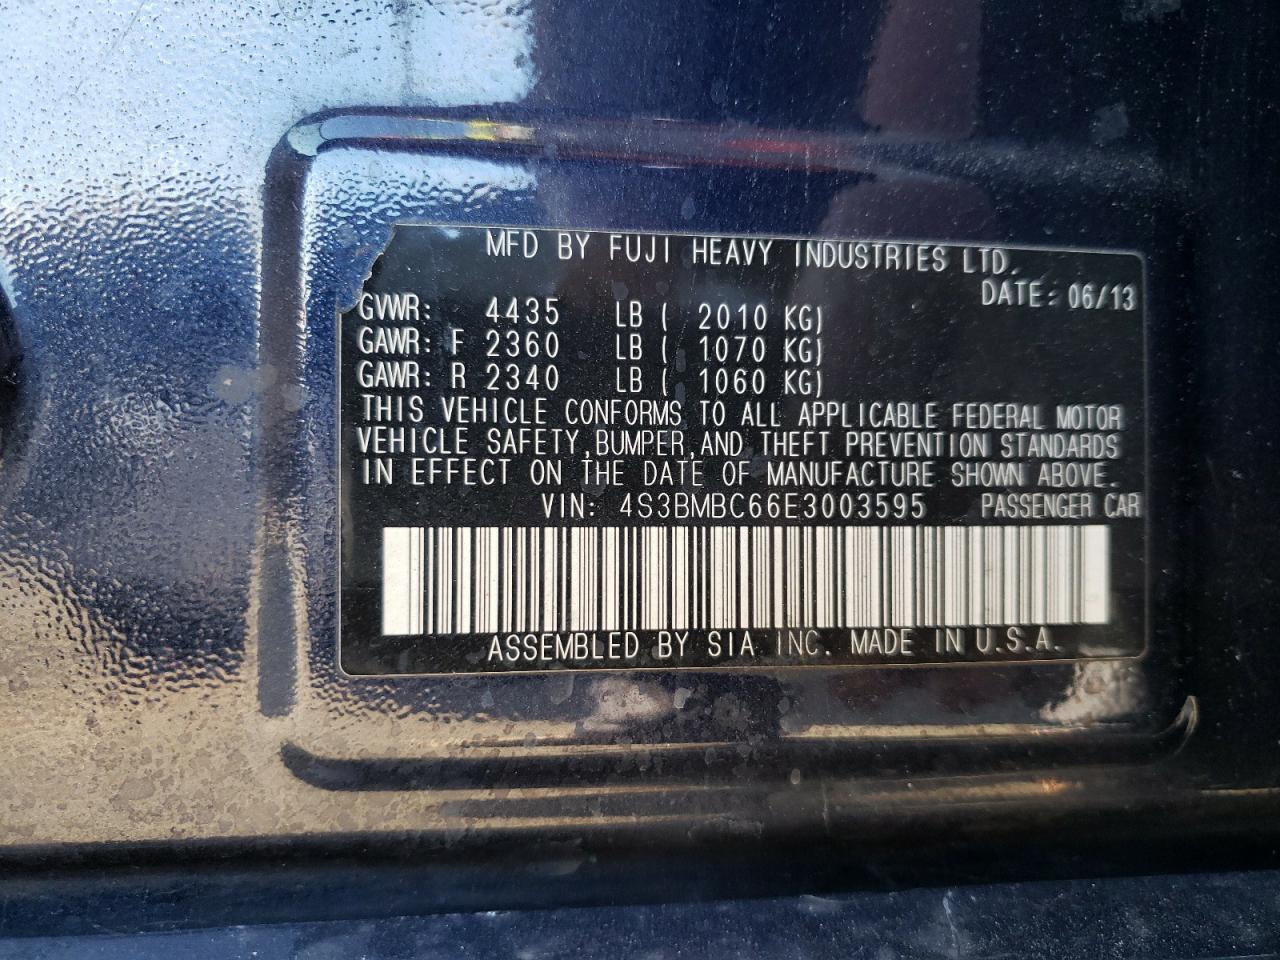 MFD BY FUJI HEAVY INDUSTRIES LTD.
DATE: 06/13
GVWR: 4435 LB ( 2010 KG)
GAWR: F 2360 LB ( 1070 KG)
GAWR: R 2340 LB ( 1060 KG)
THIS VEHICLE CONFORMS TO ALL APPLICABLE FEDERAL MOTOR
VEHICLE SAFETY, BUMPER, AND THEFT PREVENTION STANDARDS
IN EFFECT ON THE DATE OF MANUFACTURE SHOWN ABOVE.
VIN: 4S3BMBC66E3003595 PASSENGER CAR
ASSEMBLED BY SIA INC. MADE IN U.S.A.